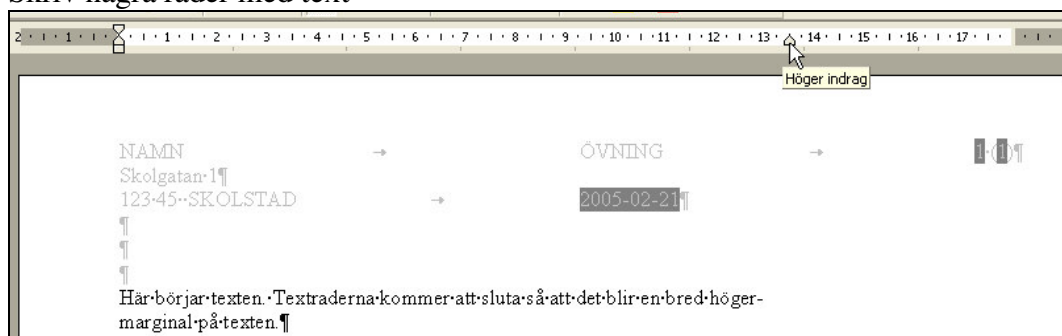 Skriv några rader med text
2 1 1 2 3 4 5 6 7 8 9 10 11 12 13 14 15 16 17
Höger indrag
NAMN → ÖVNING → 1·(1)¶
Skolgatan·1¶
123·45··SKOLSTAD → 2005-02-21¶
¶
¶
¶
Här·börjar·texten.·Textraderna·kommer·att·sluta·så·att·det·blir·en·bred·höger-
marginal·på·texten.¶